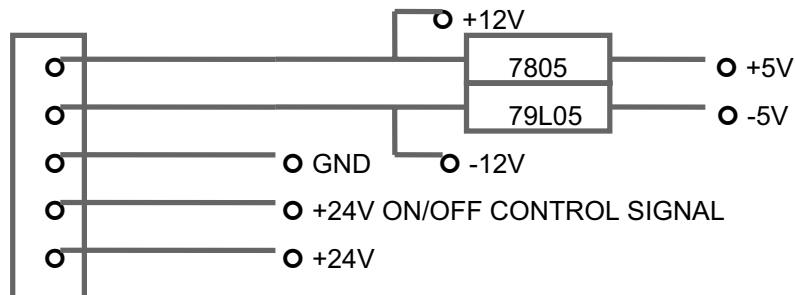 +12V
7805
+5V
79L05
-5V
GND
-12V
+24V ON/OFF CONTROL SIGNAL
+24V